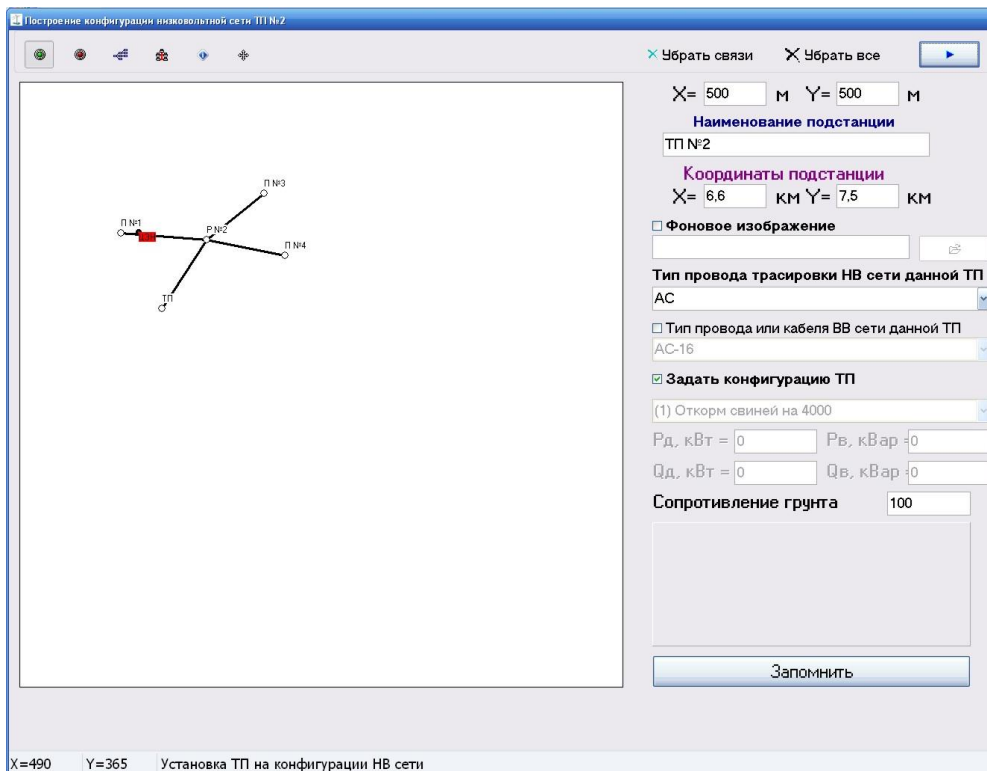 Построение конфигурации низковольтной сети ТП №2
Убрать связи Убрать все
X= 500 м Y= 500 м
Наименование подстанции
ТП №2
Координаты подстанции
X= 6,6 км Y= 7,5 км
Фоновое изображение
Тип провода трасировки НВ сети данной ТП
АС
Тип провода или кабеля ВВ сети данной ТП
АС-16
Задать конфигурацию ТП
(1) Откорм свиней на 4000
Pд, кВт = 0 Pв, кВар = 0
Qд, кВт = 0 Qв, кВар = 0
Сопротивление грунта 100
Запомнить
П №3
П №1
Р №2
П №4
ТП
X=490 Y=365 Установка ТП на конфигурации НВ сети